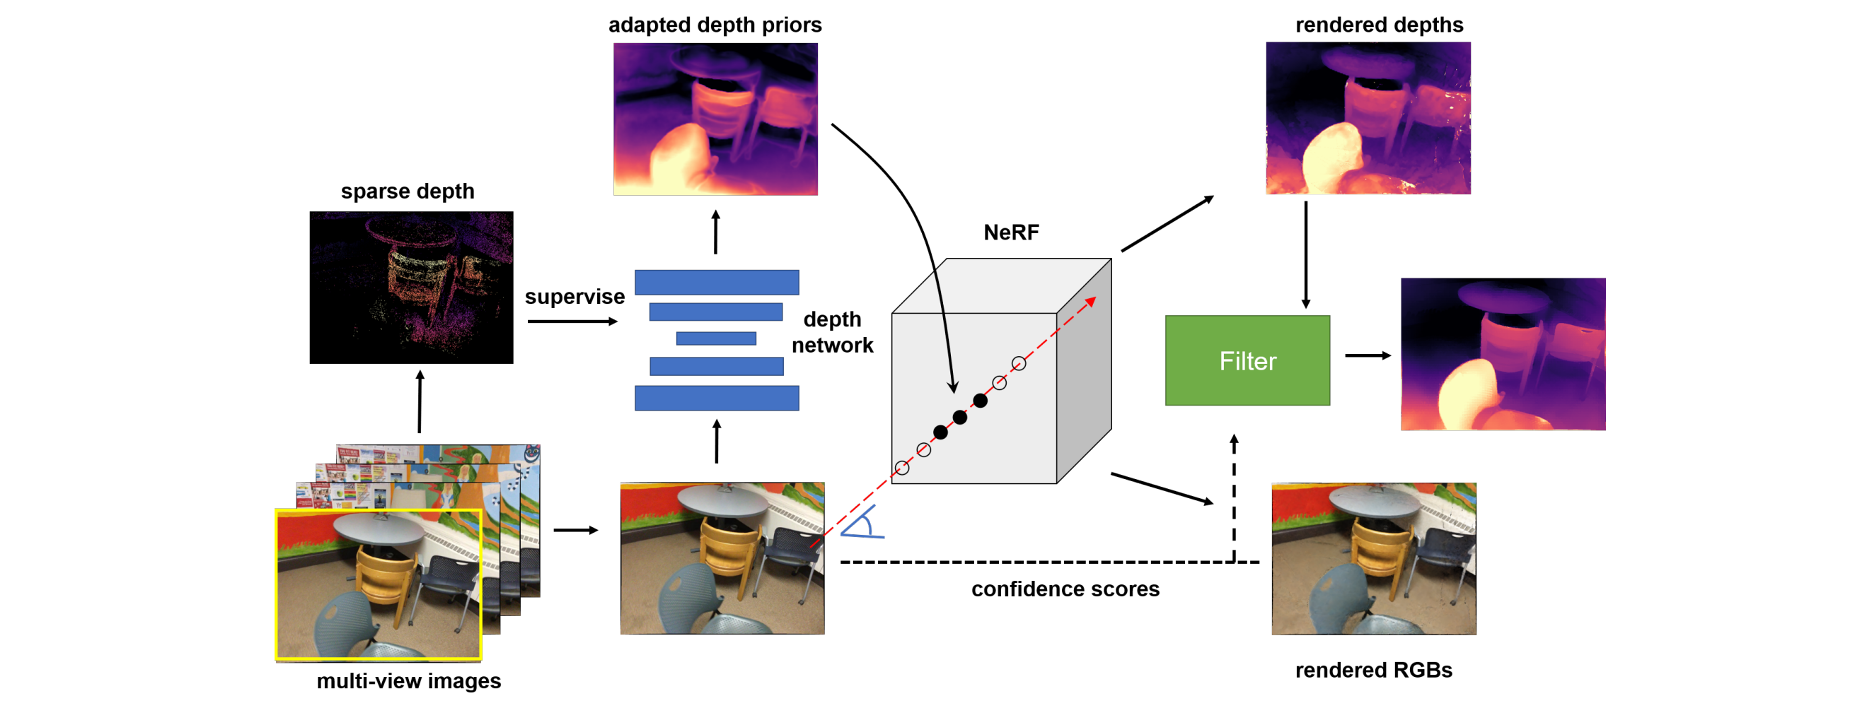 adapted depth priors
rendered depths
sparse depth
NeRF
supervise
depth
network
Filter
confidence scores
rendered RGBs
multi-view images